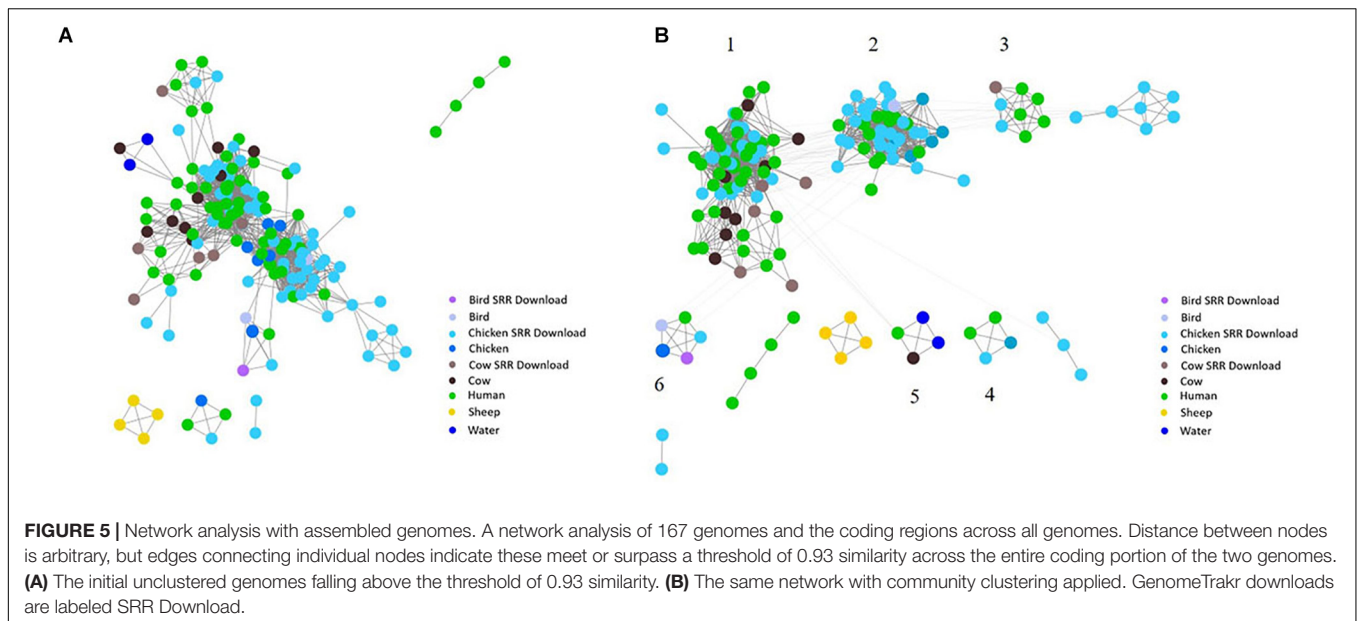 A
B
1
2
3
Bird SRR Download
Bird
Chicken SRR Download
Chicken
Cow SRR Download
Cow
Human
Sheep
Water
Bird SRR Download
Bird
Chicken SRR Download
Chicken
Cow SRR Download
Cow
Human
Sheep
Water
6
5
4
FIGURE 5 | Network analysis with assembled genomes. A network analysis of 167 genomes and the coding regions across all genomes. Distance between nodes
is arbitrary, but edges connecting individual nodes indicate these meet or surpass a threshold of 0.93 similarity across the entire coding portion of the two genomes.
(A) The initial unclustered genomes falling above the threshold of 0.93 similarity. (B) The same network with community clustering applied. GenomeTrakr downloads
are labeled SRR Download.